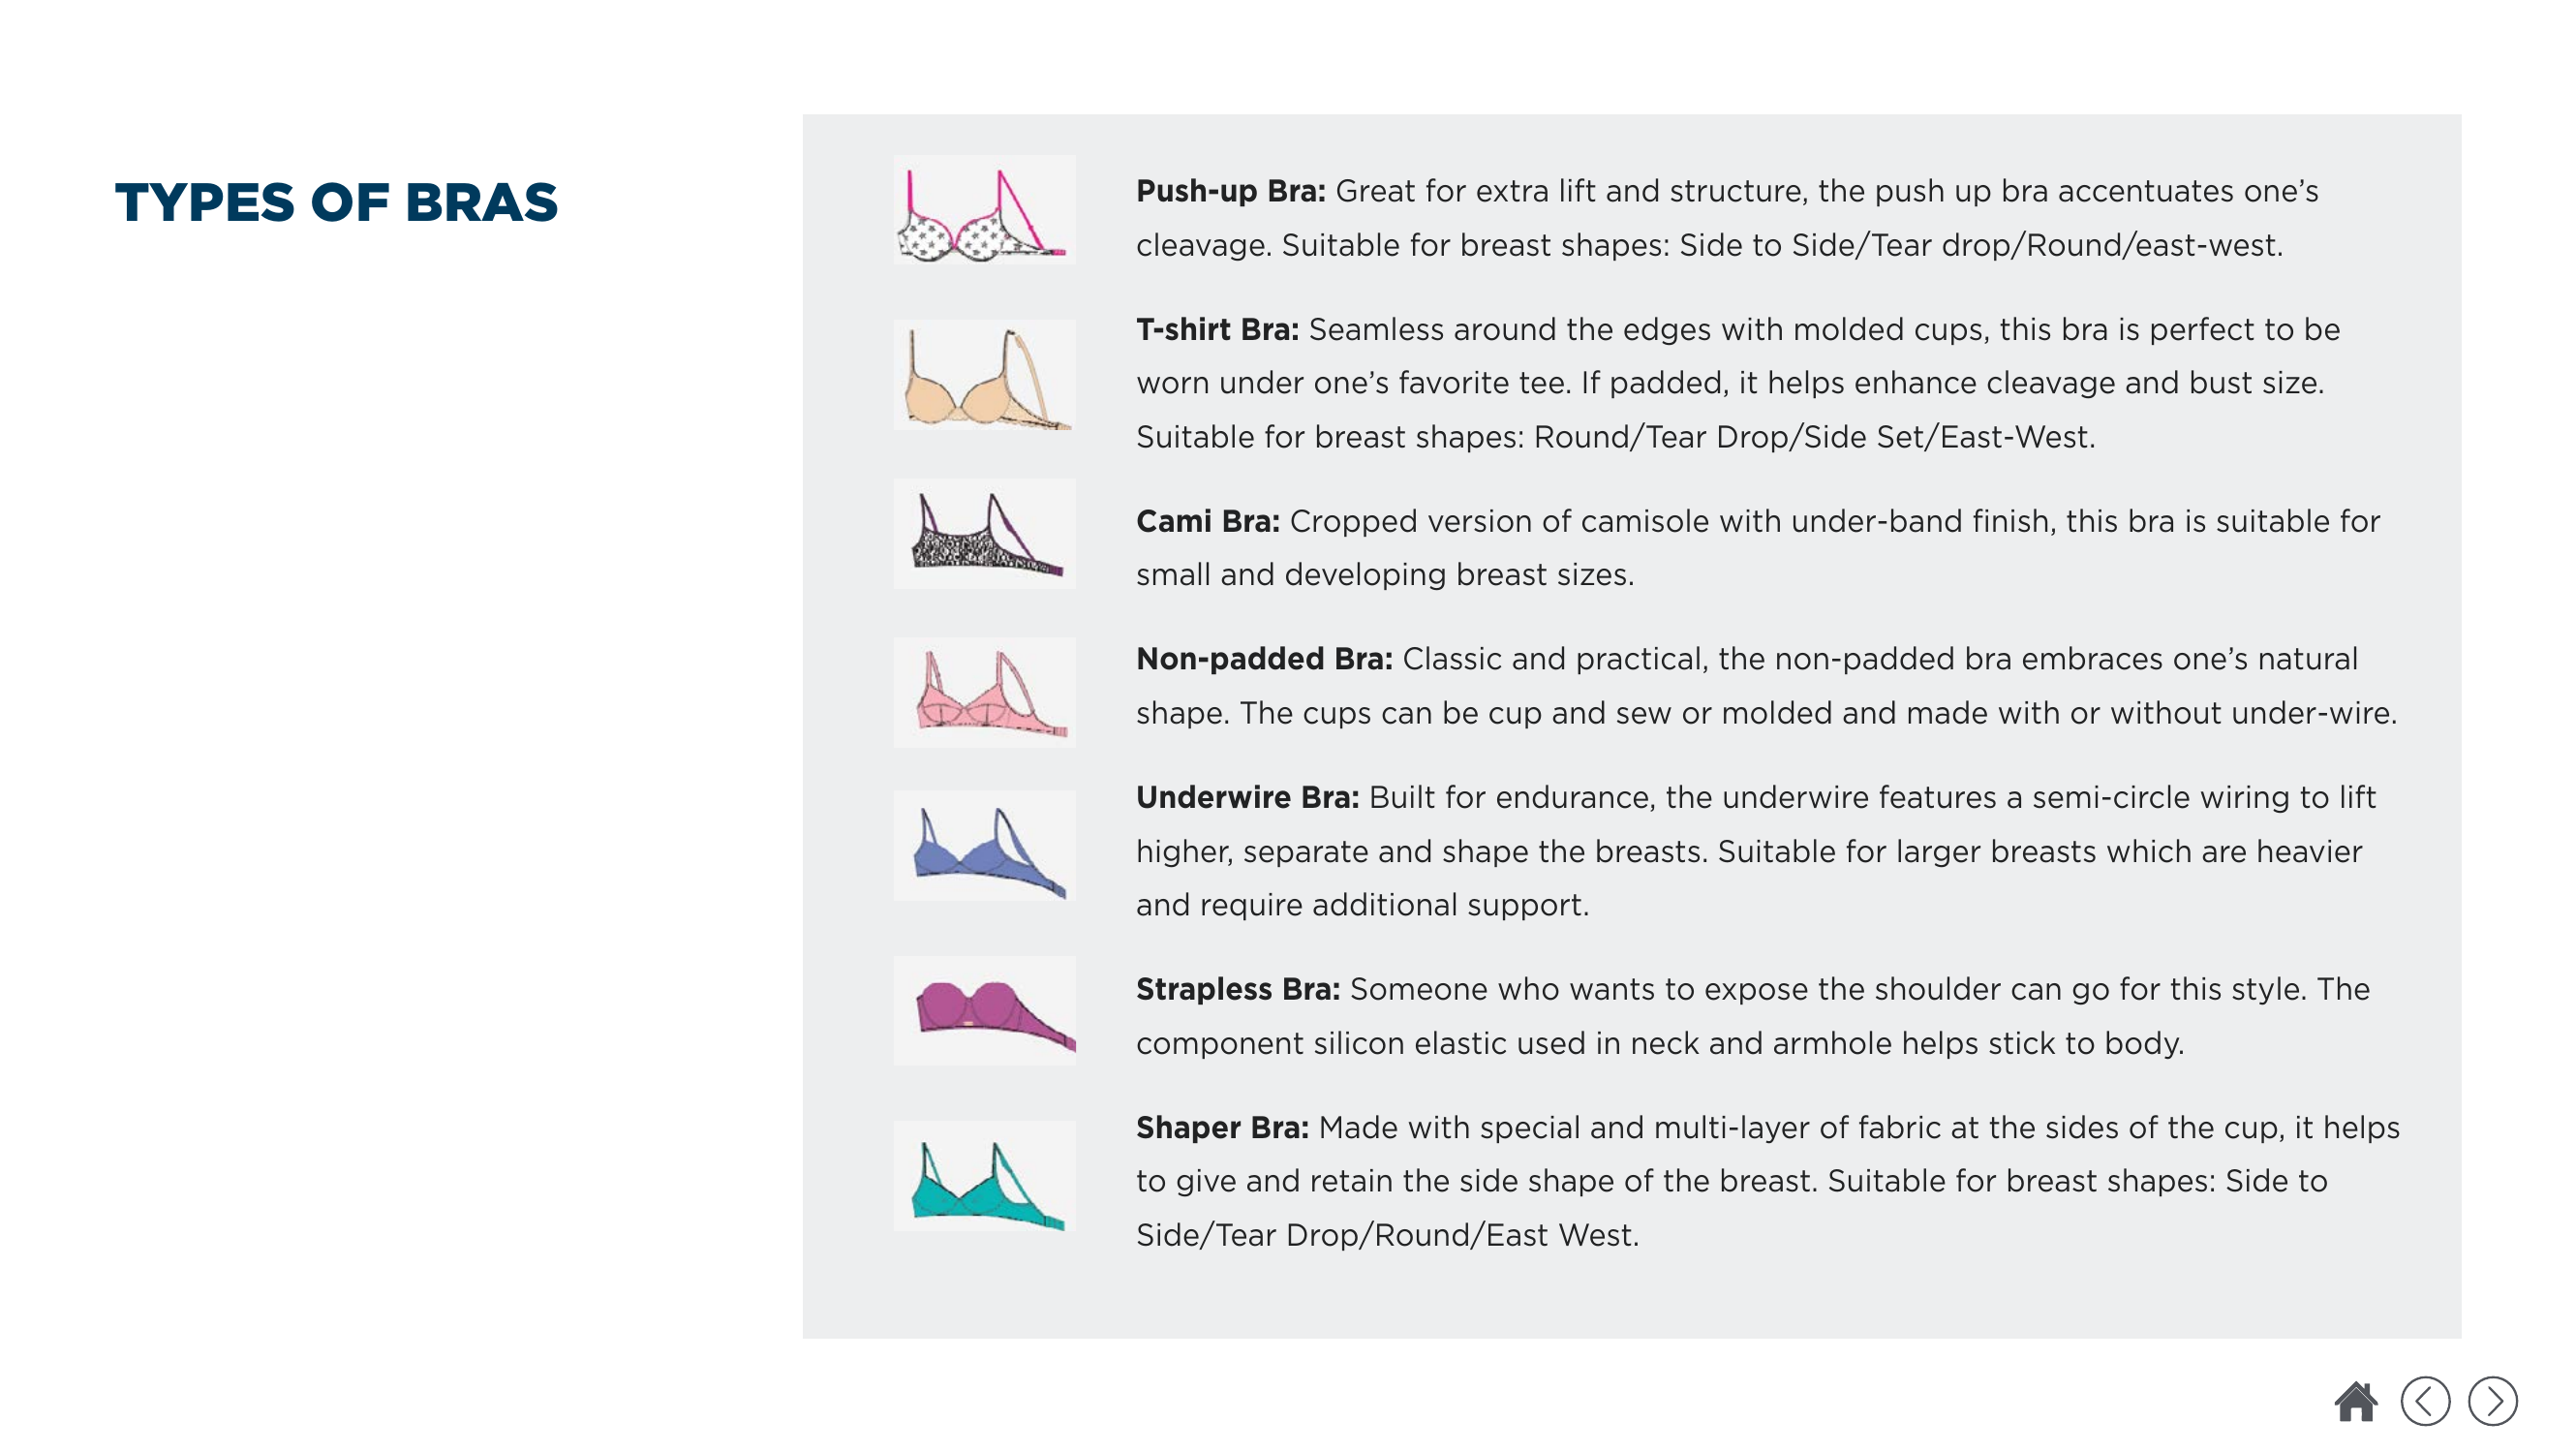 TYPES OF BRAS
Push-up Bra: Great for extra lift and structure, the push up bra accentuates one’s
cleavage. Suitable for breast shapes: Side to Side/Tear drop/Round/east-west.
T-shirt Bra: Seamless around the edges with molded cups, this bra is perfect to be
worn under one’s favorite tee. If padded, it helps enhance cleavage and bust size.
Suitable for breast shapes: Round/Tear Drop/Side Set/East-West.
Cami Bra: Cropped version of camisole with under-band finish, this bra is suitable for
small and developing breast sizes.
Non-padded Bra: Classic and practical, the non-padded bra embraces one’s natural
shape. The cups can be cup and sew or molded and made with or without under-wire.
Underwire Bra: Built for endurance, the underwire features a semi-circle wiring to lift
higher, separate and shape the breasts. Suitable for larger breasts which are heavier
and require additional support.
Strapless Bra: Someone who wants to expose the shoulder can go for this style. The
component silicon elastic used in neck and armhole helps stick to body.
Shaper Bra: Made with special and multi-layer of fabric at the sides of the cup, it helps
to give and retain the side shape of the breast. Suitable for breast shapes: Side to
Side/Tear Drop/Round/East West.